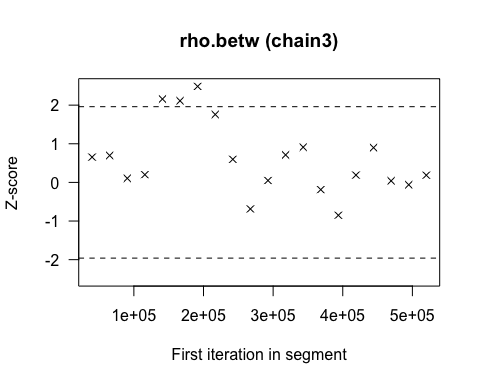 rho.betw (chain3)
Z-score
2
1
0
-1
-2
1e+05 2e+05 3e+05 4e+05 5e+05
First iteration in segment